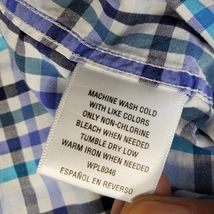 MACHINE WASH COLD
WITH LIKE COLORS
ONLY NON-CHLORINE
BLEACH WHEN NEEDED
TUMBLE DRY LOW
WARM IRON WHEN NEEDED
WPL8046
ESPAÑOL EN REVERSO